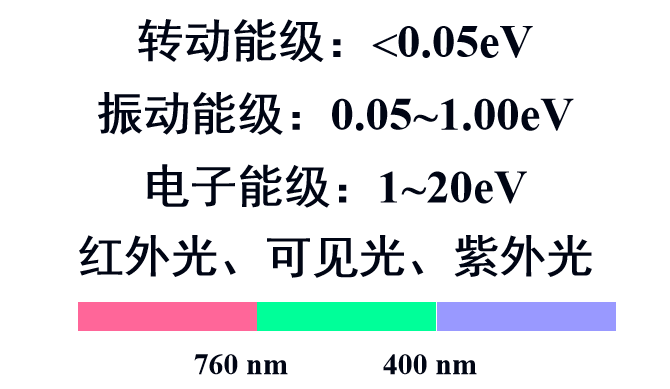 转动能级：<0.05eV
振动能级：0.05~1.00eV
电子能级：1~20eV
红外光、可见光、紫外光
760 nm 400 nm